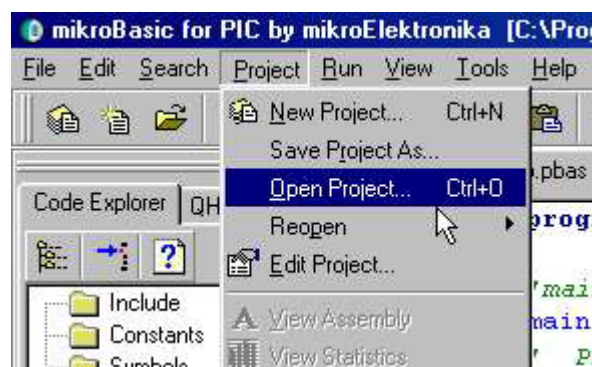 mikroBasic for PIC by mikroElektronika [C:\Prog
File Edit Search Project Run View Tools Help
New Project... Ctrl+N
Save Project As...
.pbas
Open Project... Ctrl+O
Code Explorer QH
prog
Reopen
Edit Project...
Include
'mai
Constants
View Assembly
main
Symbols
View Statistics
' P